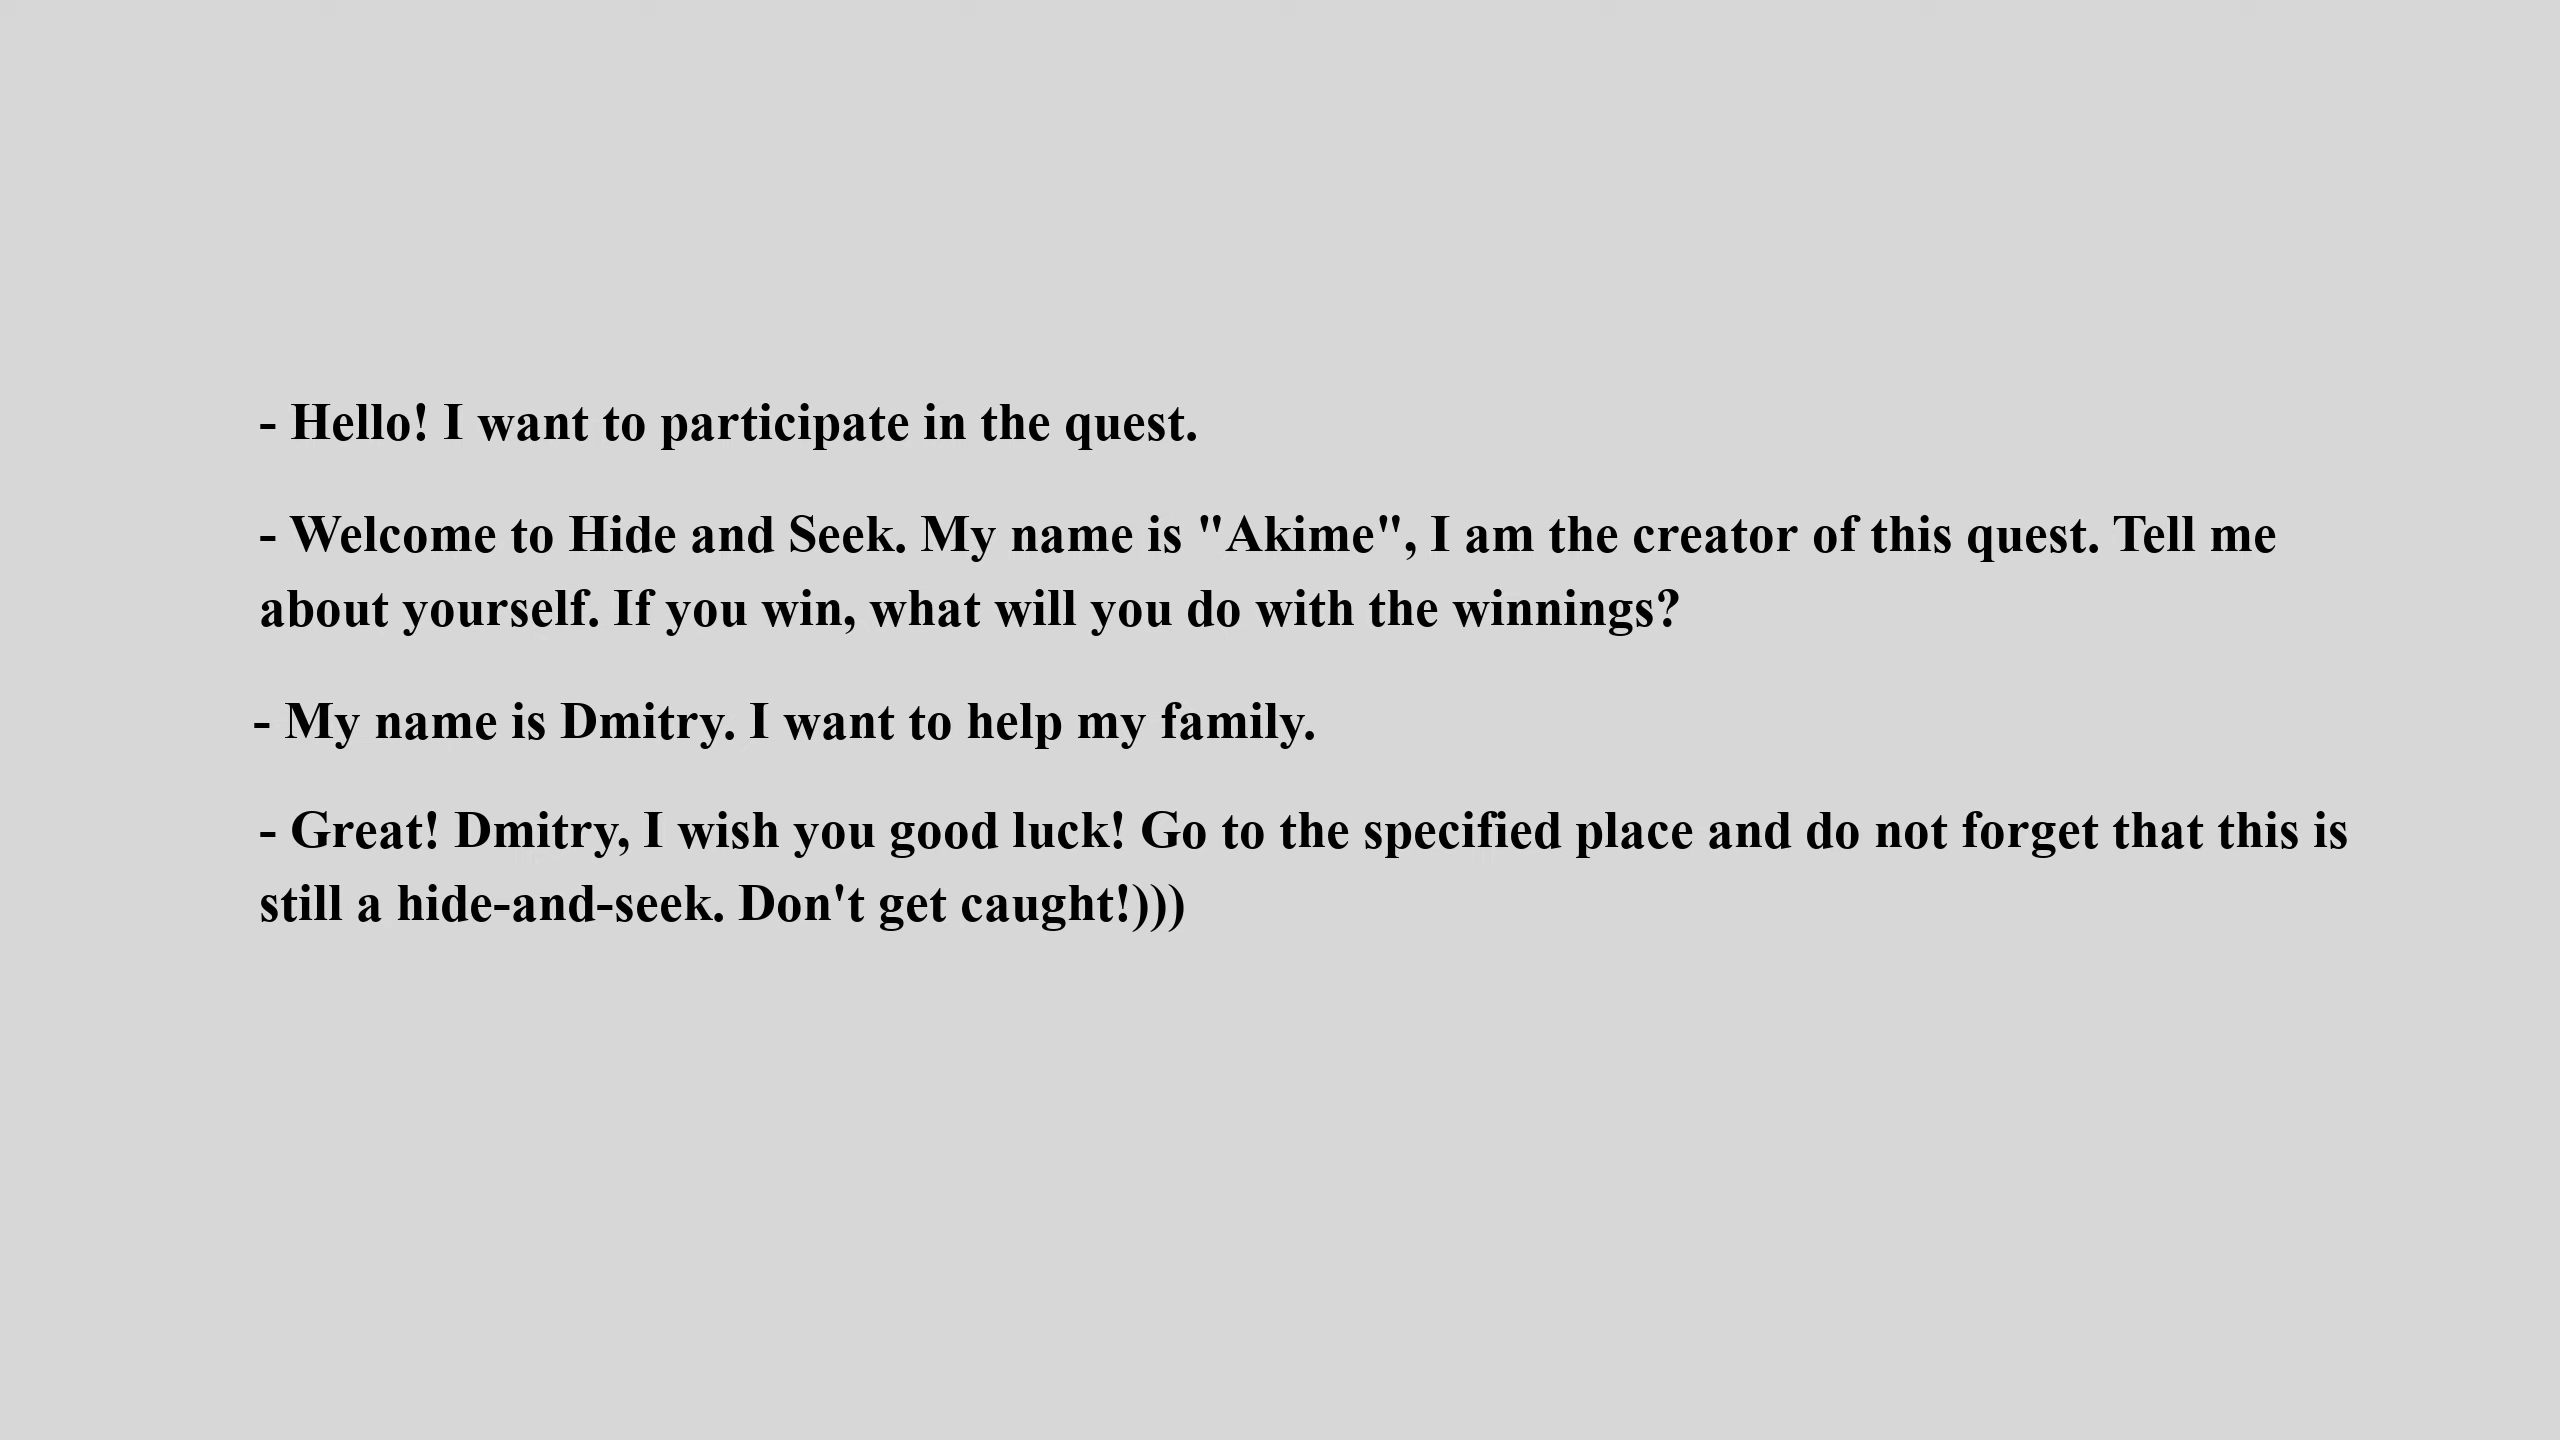 - Hello! I want to participate in the quest.
- Welcome to Hide and Seek. My name is "Akime", I am the creator of this quest. Tell me
about yourself. If you win, what will you do with the winnings?
- My name is Dmitry. I want to help my family.
- Great! Dmitry, I wish you good luck! Go to the specified place and do not forget that this is
still a hide-and-seek. Don't get caught!)))